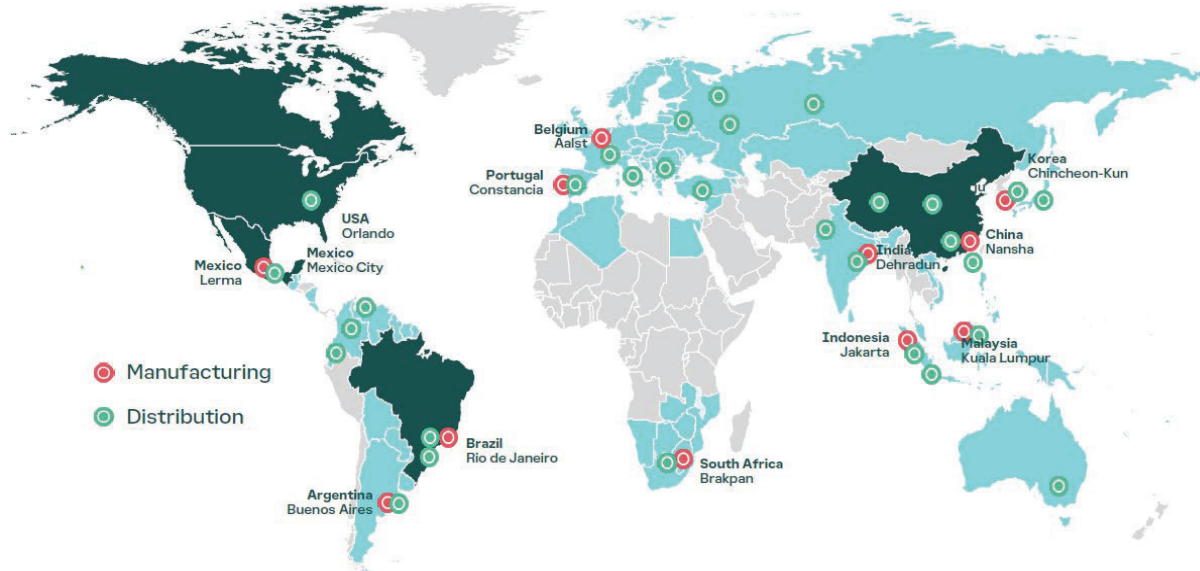 Belgium
Aalst
Korea
Chincheon-Kun
Portugal
Constancia
USA
Orlando
China
Nansha
Mexico
Mexico City
India
Dehradun
Mexico
Lerma
Indonesia
Jakarta
Malaysia
Kuala Lumpur
Manufacturing
Distribution
Brazil
Rio de Janeiro
South Africa
Brakpan
Argentina
Buenos Aires